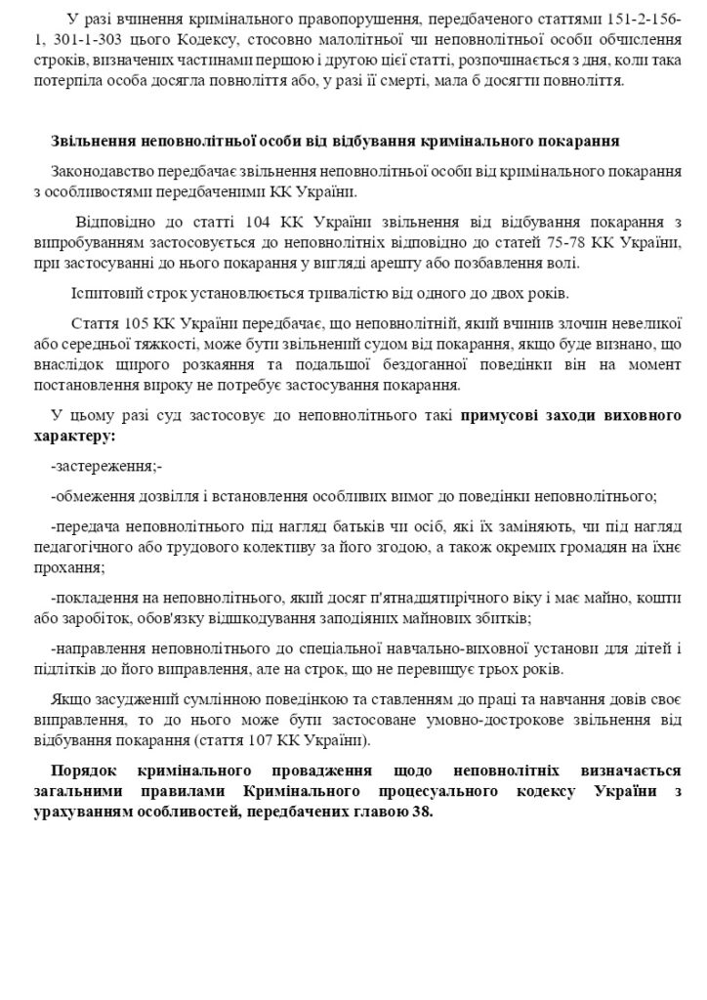 У разі вчинення кримінального правопорушення, передбаченого статтями 151-2-156-
1, 301-1-303 цього Кодексу, стосовно малолітньої чи неповнолітньої особи обчислення
строків, визначених частинами першою і другою цієї статті, розпочинається з дня, коли така
потерпіла особа досягла повноліття або, у разі її смерті, мала б досягти повноліття.
Звільнення неповнолітньої особи від відбування кримінального покарання
Законодавство передбачає звільнення неповнолітньої особи від кримінального покарання
з особливостями передбаченими КК України.
Відповідно до статті 104 КК України звільнення від відбування покарання з
випробуванням застосовується до неповнолітніх відповідно до статей 75-78 КК України,
при застосуванні до нього покарання у вигляді арешту або позбавлення волі.
Іспитовий строк установлюється тривалістю від одного до двох років.
Стаття 105 КК України передбачає, що неповнолітній, який вчинив злочин невеликої
або середньої тяжкості, може бути звільнений судом від покарання, якщо буде визнано, що
внаслідок щирого розкаяння та подальшої бездоганної поведінки він на момент
постановлення вироку не потребує застосування покарання.
У цьому разі суд застосовує до неповнолітнього такі примусові заходи виховного
характеру:
-застереження;-
-обмеження дозвілля і встановлення особливих вимог до поведінки неповнолітнього;
-передача неповнолітнього під нагляд батьків чи осіб, які їх заміняють, чи під нагляд
педагогічного або трудового колективу за його згодою, а також окремих громадян на їхнє
прохання;
-покладення на неповнолітнього, який досяг п'ятнадцятирічного віку і має майно, кошти
або заробіток, обов'язку відшкодування заподіяних майнових збитків;
-направлення неповнолітнього до спеціальної навчально-виховної установи для дітей і
підлітків до його виправлення, але на строк, що не перевищує трьох років.
Якщо засуджений сумлінною поведінкою та ставленням до праці та навчання довів своє
виправлення, то до нього може бути застосоване умовно-дострокове звільнення від
відбування покарання (стаття 107 КК України).
Порядок кримінального провадження щодо неповнолітніх визначається
загальними правилами Кримінального процесуального кодексу України з
урахуванням особливостей, передбачених главою 38.